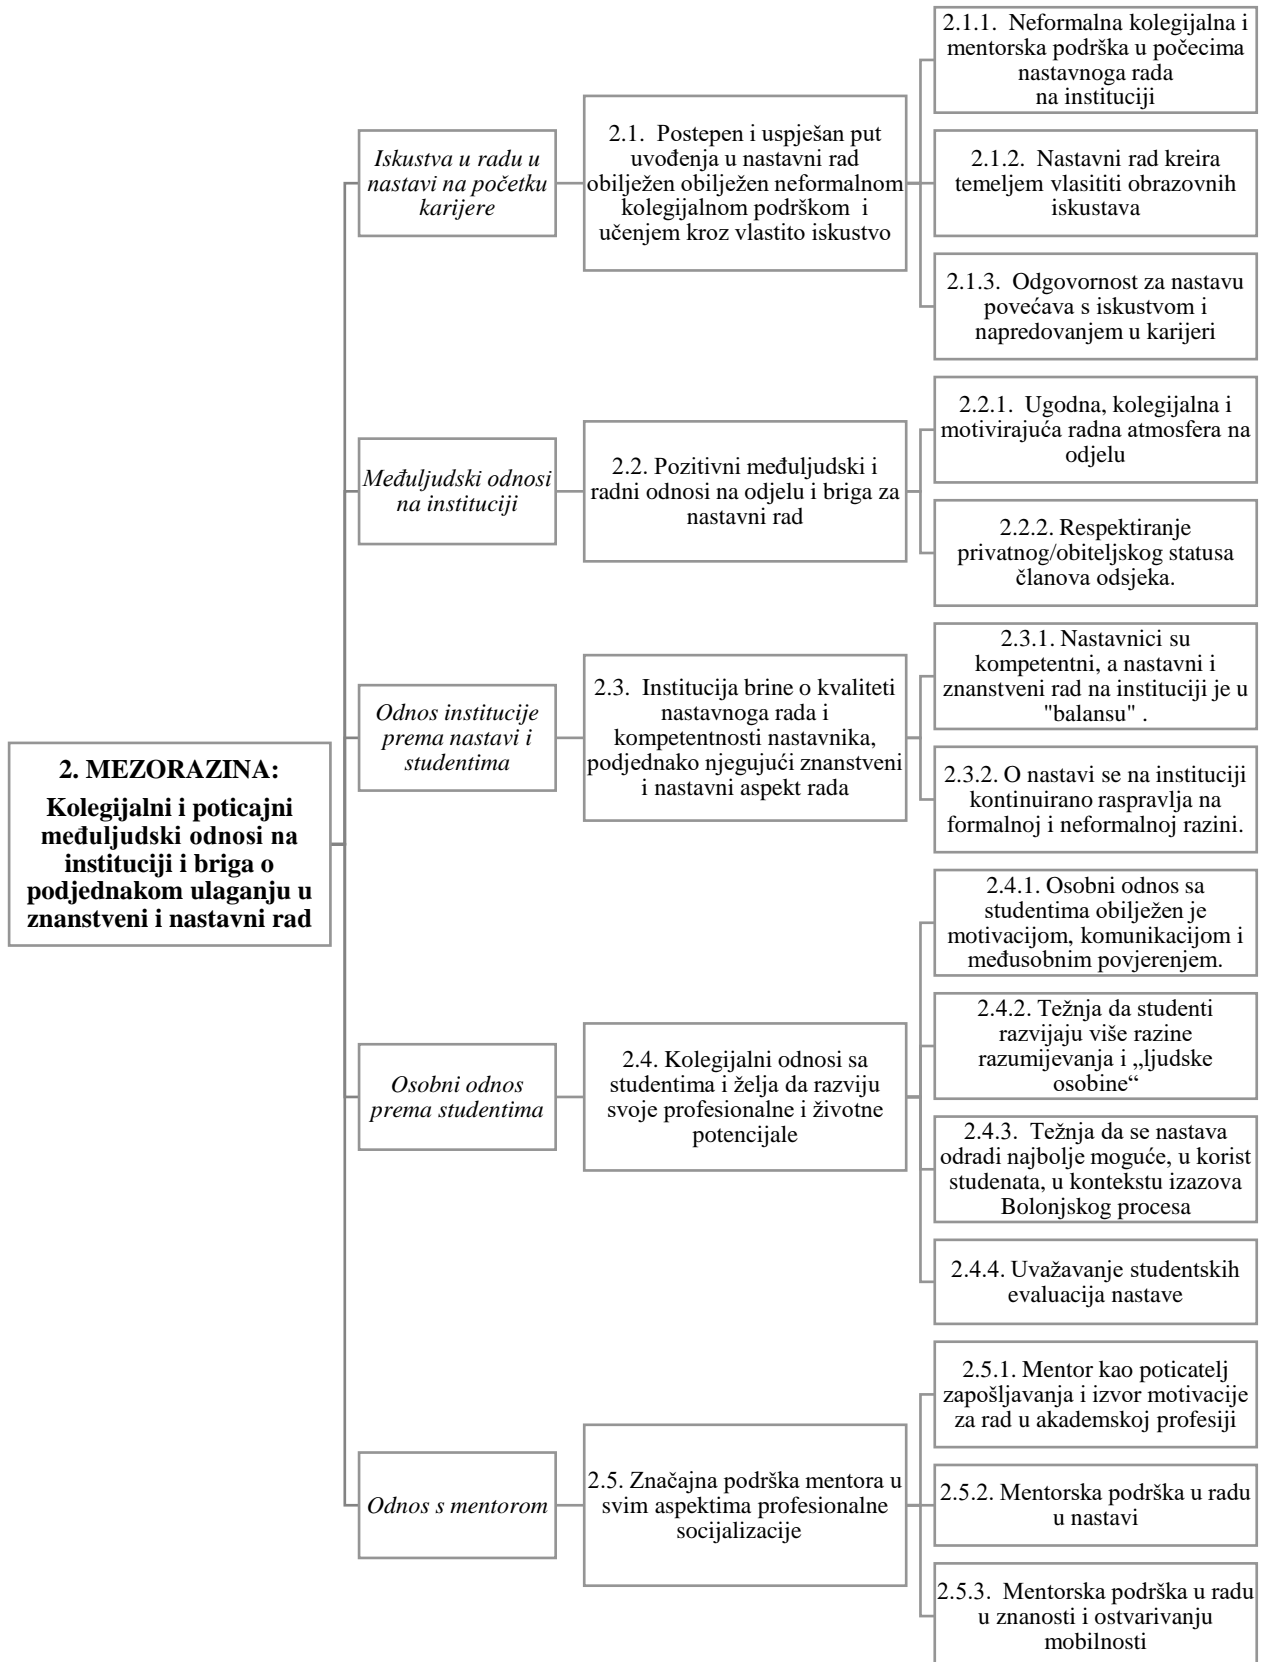 2. MEZORAZINA:
Kolegijalni i poticajni
međuljudski odnosi na
instituciji i briga o
podjednakom ulaganju u
znanstveni i nastavni rad
Iskustva u radu u
nastavi na početku
karijere
2.1.  Postepen i uspješan put
uvođenja u nastavni rad
obilježen obilježen neformalnom
kolegijalnom podrškom  i
učenjem kroz vlastito iskustvo
2.1.1.  Neformalna kolegijalna i
mentorska podrška u počecima
nastavnoga rada
na instituciji
2.1.2.  Nastavni rad kreira
temeljem vlasititi obrazovnih
iskustava
2.1.3.  Odgovornost za nastavu
povećava s iskustvom i
napredovanjem u karijeri
Međuljudski odnosi
na instituciji
2.2. Pozitivni međuljudski i
radni odnosi na odjelu i briga za
nastavni rad
2.2.1.  Ugodna, kolegijalna i
motivirajuća radna atmosfera na
odjelu
2.2.2. Respektiranje
privatnog/obiteljskog statusa
članova odsjeka.
Odnos institucije
prema nastavi i
studentima
2.3.  Institucija brine o kvaliteti
nastavnoga rada i
kompetentnosti nastavnika,
podjednako njegujući znanstveni
i nastavni aspekt rada
2.3.1. Nastavnici su
kompetentni, a nastavni i
znanstveni rad na instituciji je u
"balansu" .
2.3.2. O nastavi se na instituciji
kontinuirano raspravlja na
formalnoj i neformalnoj razini.
Osobni odnos
prema studentima
2.4. Kolegijalni odnosi sa
studentima i želja da razviju
svoje profesionalne i životne
potencijale
2.4.1. Osobni odnos sa
studentima obilježen je
motivacijom, komunikacijom i
međusobnim povjerenjem.
2.4.2. Težnja da studenti
razvijaju više razine
razumijevanja i „ljudske
osobine“
2.4.3.  Težnja da se nastava
odradi najbolje moguće, u korist
studenata, u kontekstu izazova
Bolonjskog procesa
2.4.4. Uvažavanje studentskih
evaluacija nastave
Odnos s mentorom
2.5. Značajna podrška mentora u
svim aspektima profesionalne
socijalizacije
2.5.1. Mentor kao poticatelj
zapošljavanja i izvor motivacije
za rad u akademskoj profesiji
2.5.2. Mentorska podrška u radu
u nastavi
2.5.3.  Mentorska podrška u radu
u znanosti i ostvarivanju
mobilnosti